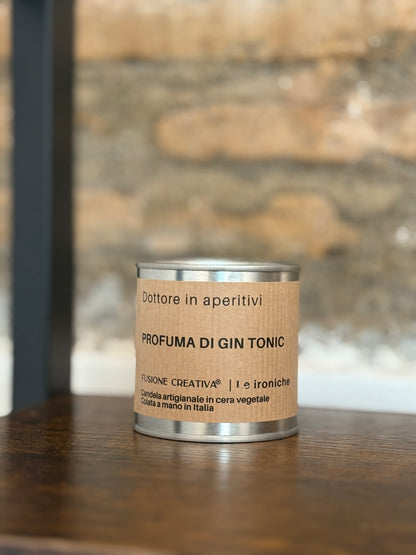 Dottore in aperitivi
PROFUMA DI GIN TONIC
FUSIONE CREATIVA® | Le ironiche
Candela artigianale in cera vegetale
Colata a mano in Italia